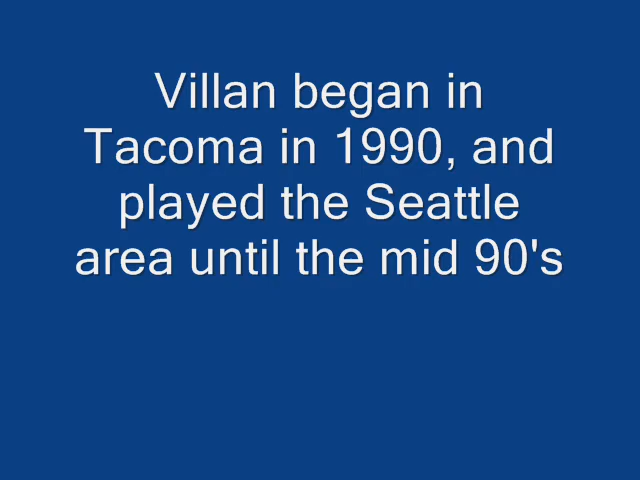 Villan began in
Tacoma in 1990, and
played the Seattle
area until the mid 90's